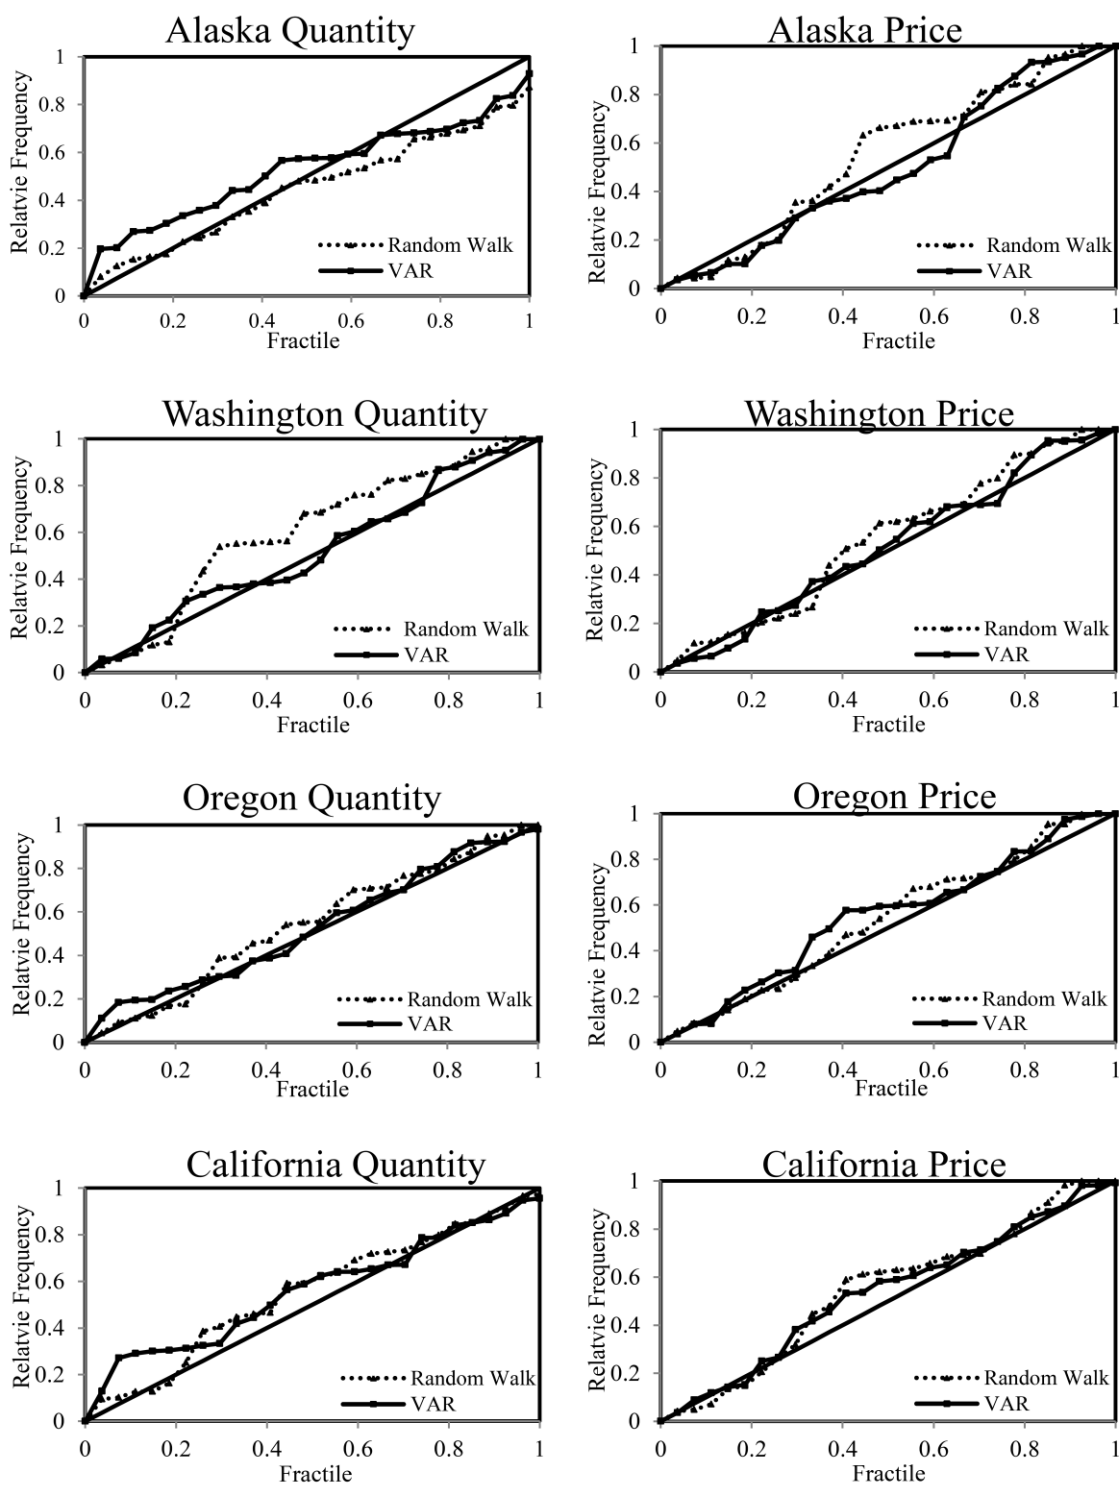 Alaska Quantity
Relatvie Frequency
1
0.8
0.6
0.4
0.2
0
Random Walk
VAR
0 0.2 0.4 0.6 0.8 1
Fractile
Alaska Price
Relatvie Frequency
1
0.8
0.6
0.4
0.2
0
Random Walk
VAR
0 0.2 0.4 0.6 0.8 1
Fractile
Washington Quantity
Relatvie Frequency
1
0.8
0.6
0.4
0.2
0
Random Walk
VAR
0 0.2 0.4 0.6 0.8 1
Fractile
Washington Price
Relatvie Frequency
1
0.8
0.6
0.4
0.2
0
Random Walk
VAR
0 0.2 0.4 0.6 0.8 1
Fractile
Oregon Quantity
Relatvie Frequency
1
0.8
0.6
0.4
0.2
0
Random Walk
VAR
0 0.2 0.4 0.6 0.8 1
Fractile
Oregon Price
Relatvie Frequency
1
0.8
0.6
0.4
0.2
0
Random Walk
VAR
0 0.2 0.4 0.6 0.8 1
Fractile
California Quantity
Relatvie Frequency
1
0.8
0.6
0.4
0.2
0
Random Walk
VAR
0 0.2 0.4 0.6 0.8 1
Fractile
California Price
Relatvie Frequency
1
0.8
0.6
0.4
0.2
0
Random Walk
VAR
0 0.2 0.4 0.6 0.8 1
Fractile